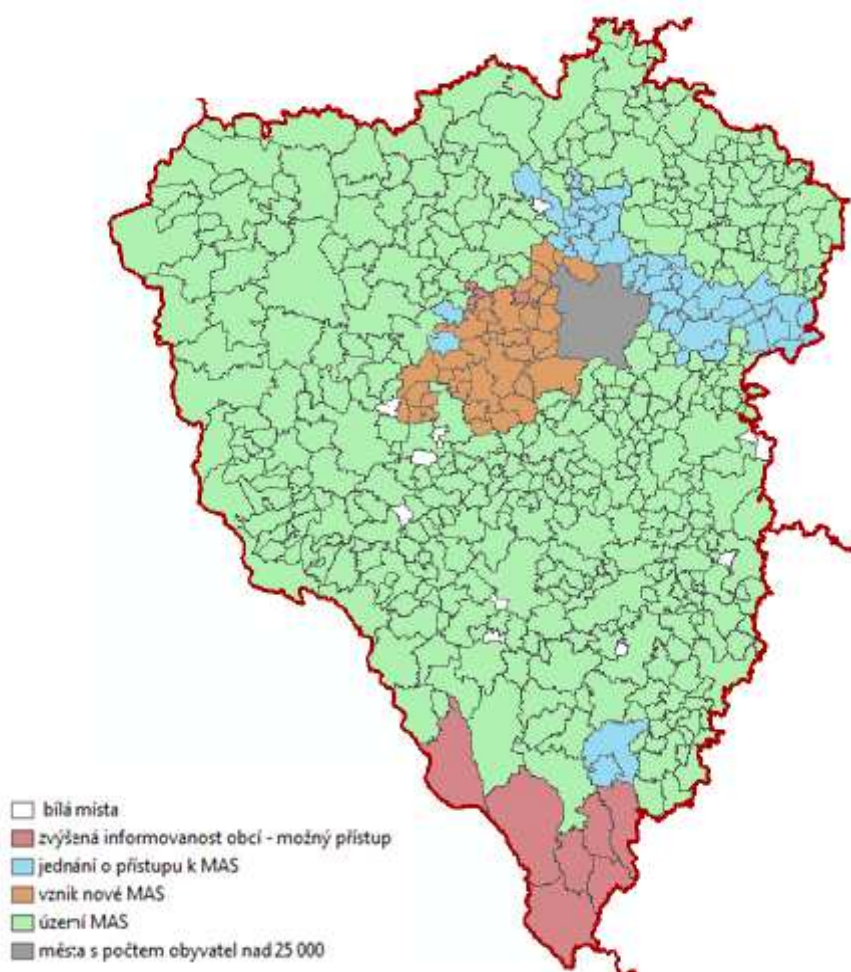 bílá místa
zvýšená informovanost obcí - možný přístup
jednání o přístupu k MAS
vznik nové MAS
území MAS
města s počtem obyvatel nad 25 000